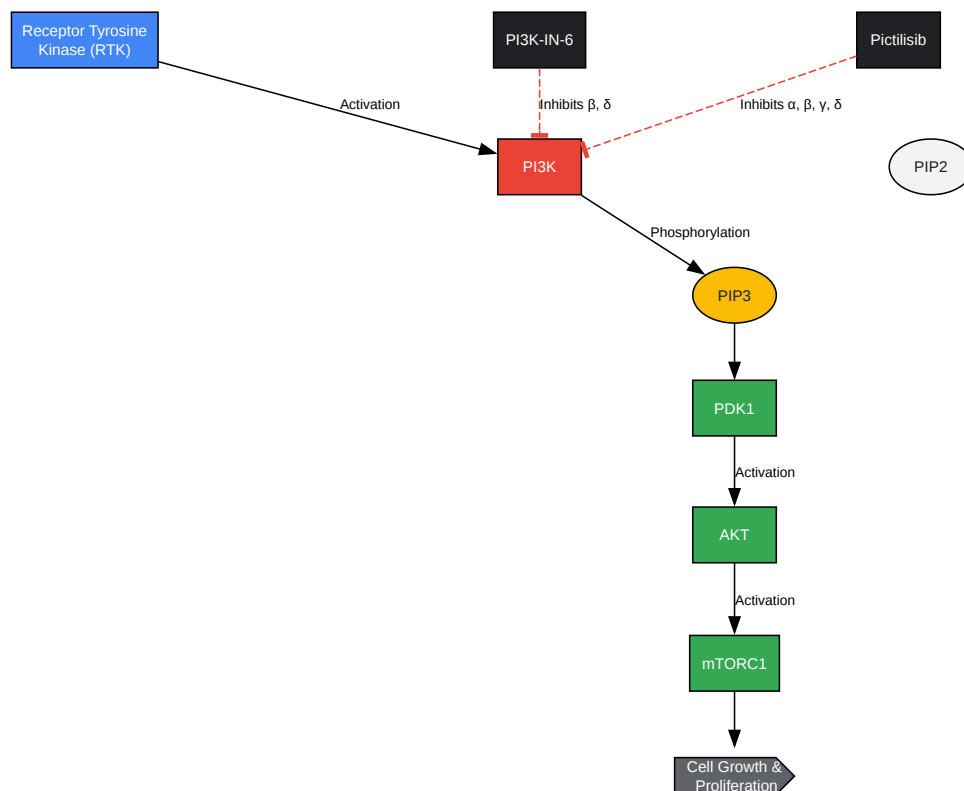 Receptor Tyrosine
Kinase (RTK)
PI3K-IN-6
Pictilisib
Activation
Inhibits β, δ
Inhibits α, β, γ, δ
PI3K
PIP2
Phosphorylation
PIP3
PDK1
Activation
AKT
Activation
mTORC1
Cell Growth &
Proliferation